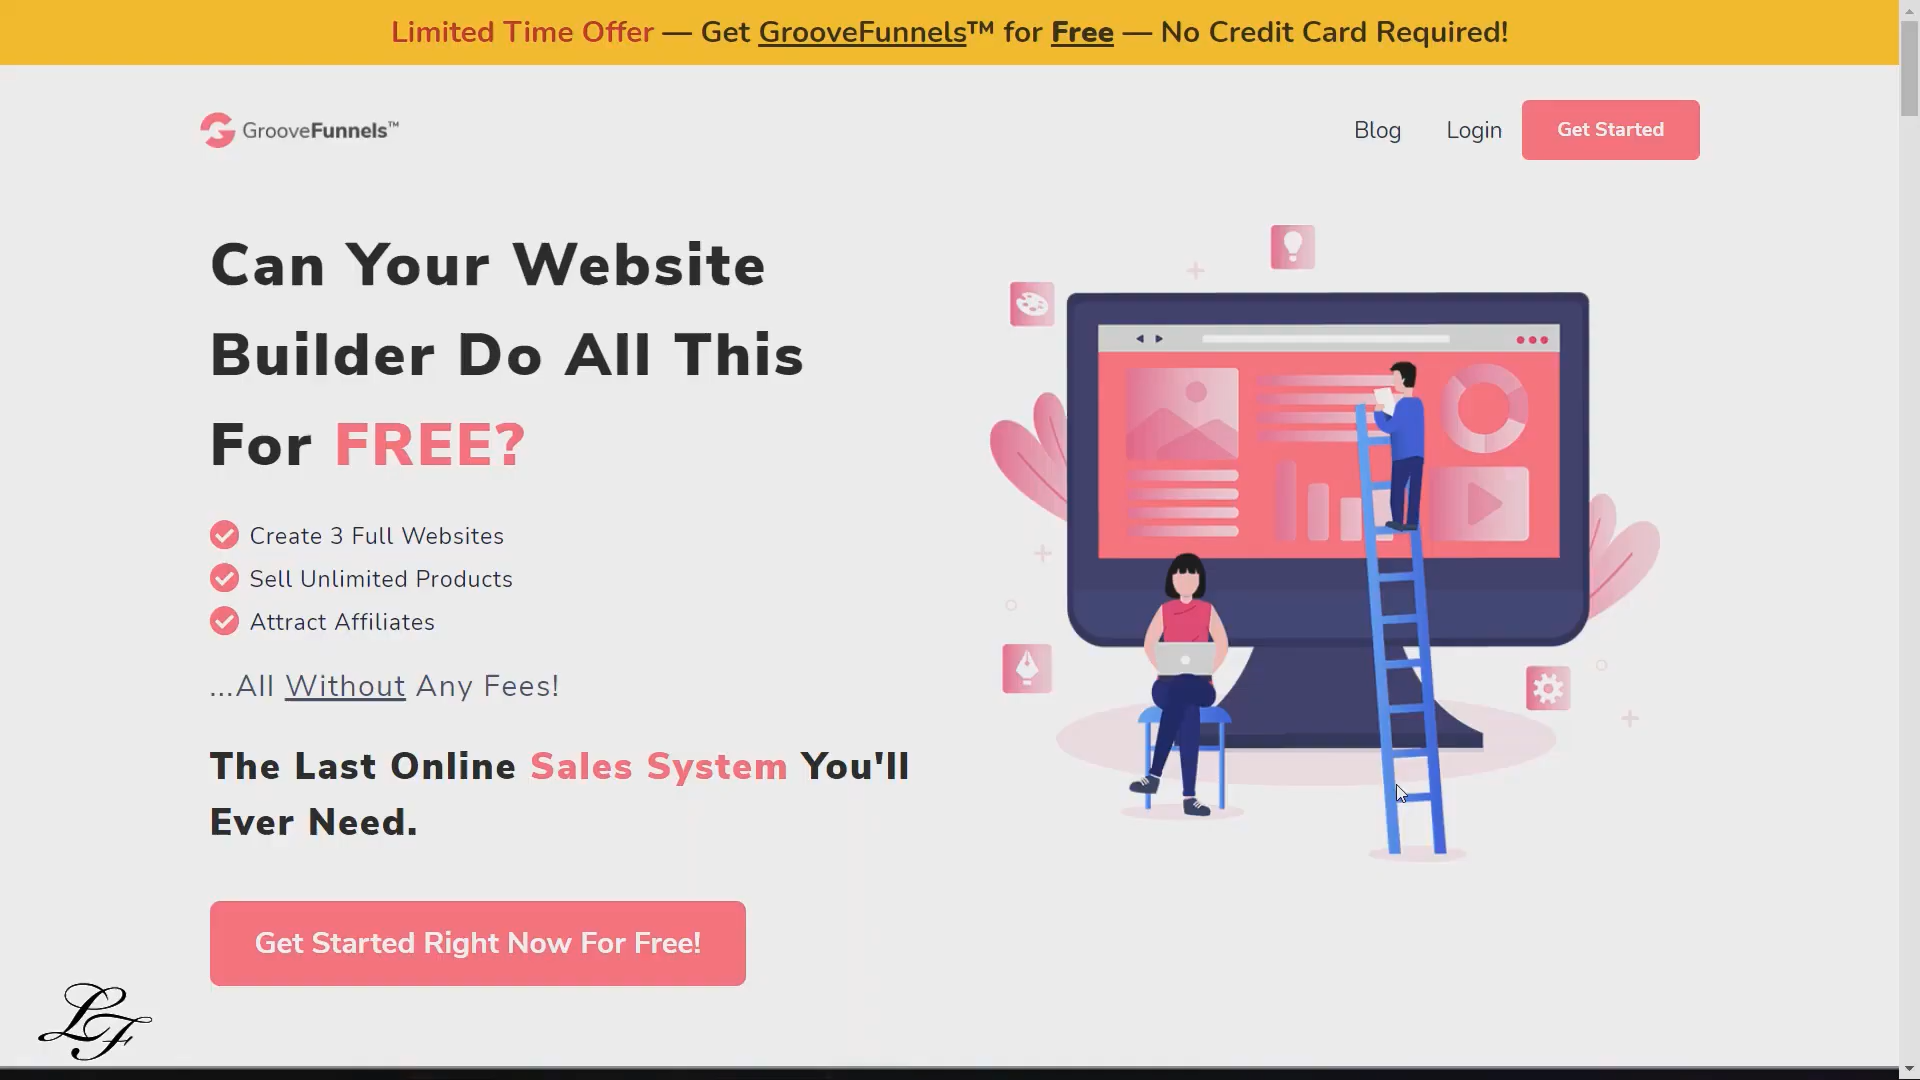 Limited Time Offer — Get GrooveFunnels™ for Free — No Credit Card Required!
GrooveFunnels™
Blog
Login
Get Started
Can Your Website
Builder Do All This
For FREE?
Create 3 Full Websites
Sell Unlimited Products
Attract Affiliates
...All Without Any Fees!
The Last Online Sales System You'll
Ever Need.
Get Started Right Now For Free!
LF